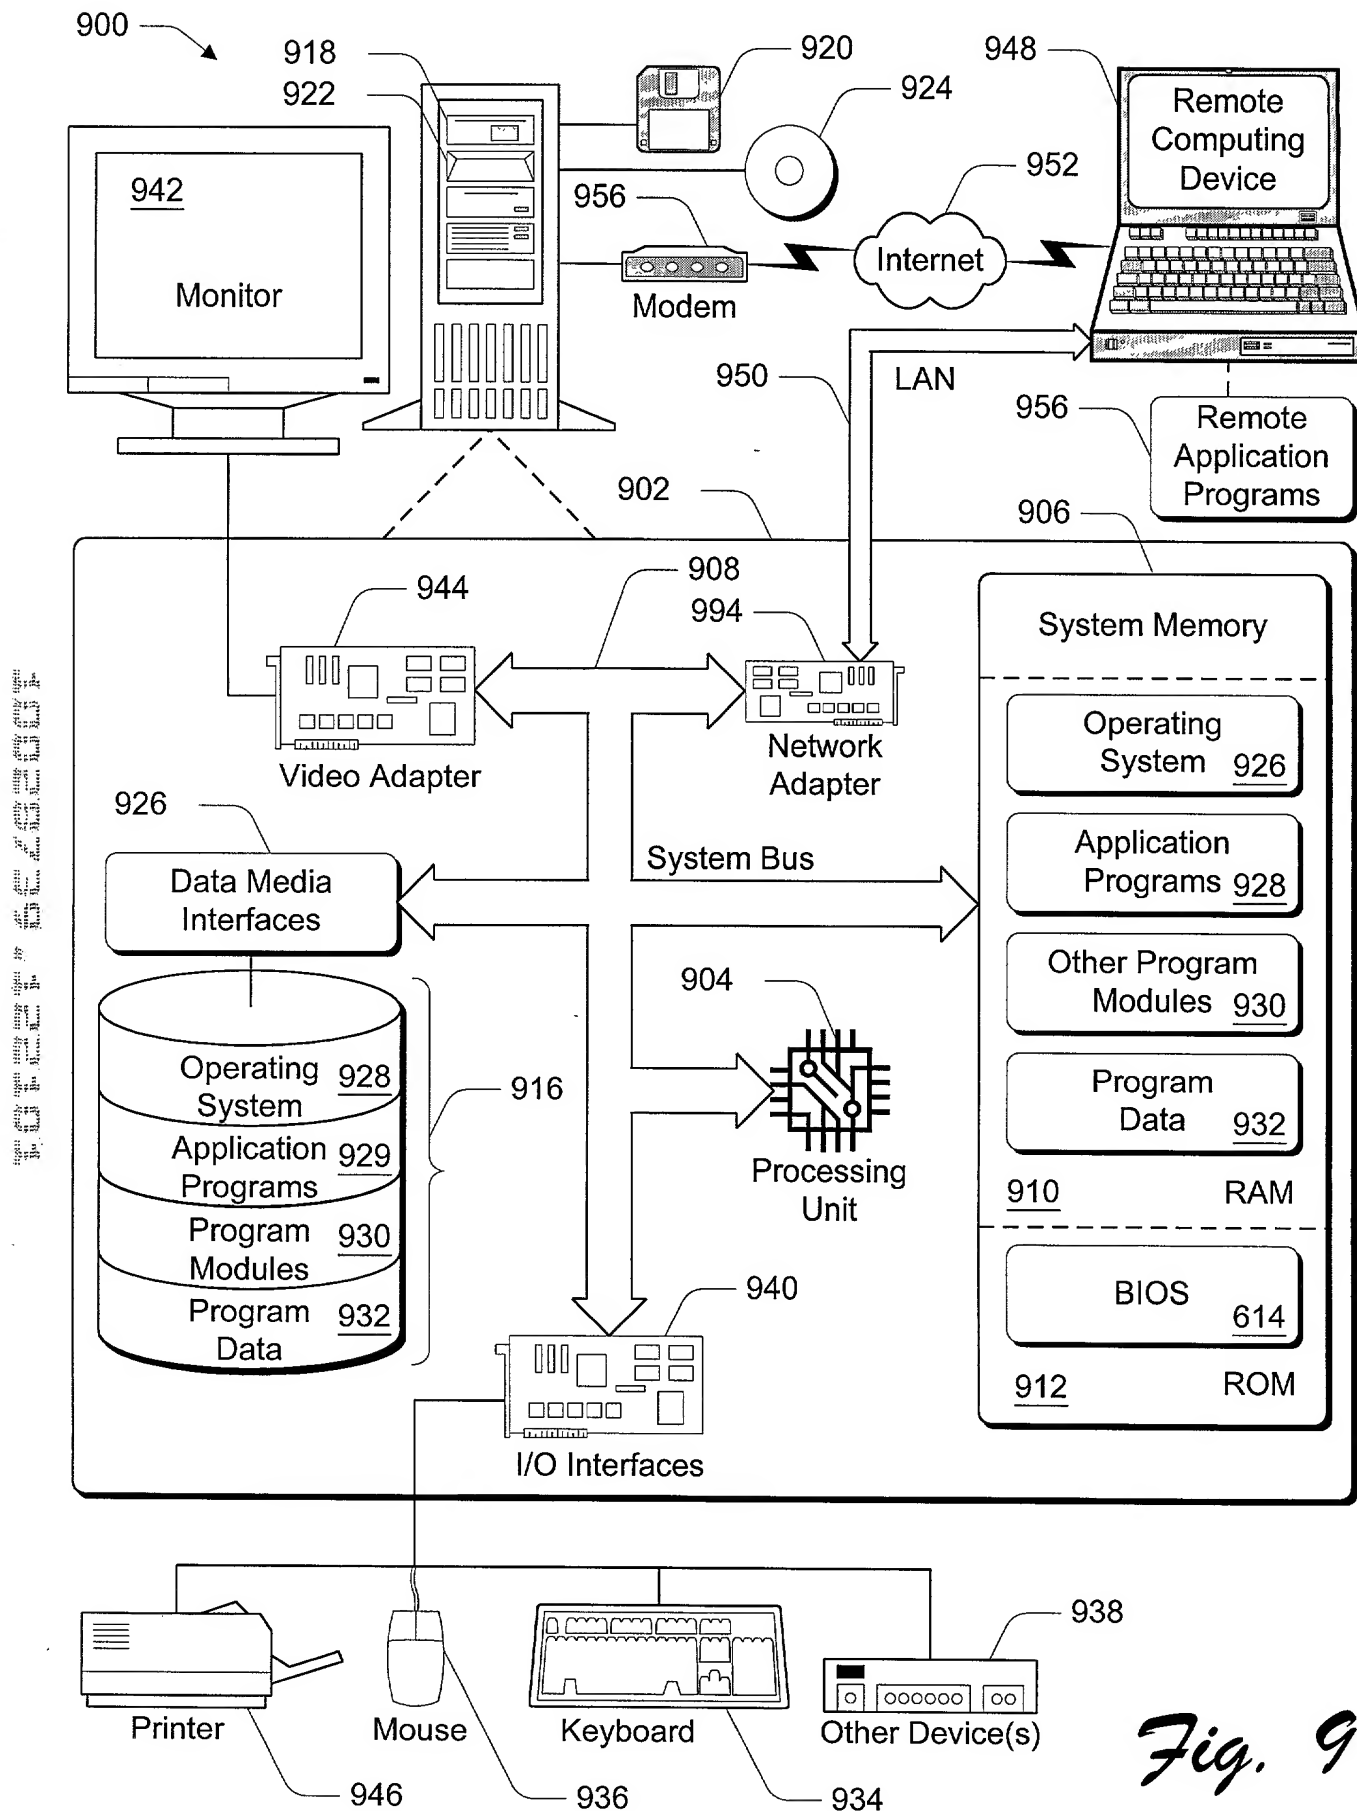 900
918
922
920
924
948
Remote
Computing
Device
942
Monitor
956
Modem
952
Internet
950
LAN
956
Remote
Application
Programs
902
906
908
944
994
System Memory
Video Adapter
Network
Adapter
Operating
System 926
926
Data Media
Interfaces
System Bus
Application
Programs 928
Other Program
Modules 930
904
Processing
Unit
Program
Data 932
910 RAM
Operating
System 928
916
Application
Programs 929
Program
Modules 930
Program
Data 932
940
BIOS
614
912 ROM
I/O Interfaces
938
Printer
Mouse
Keyboard
Other Device(s)
946
936
934
Fig. 9